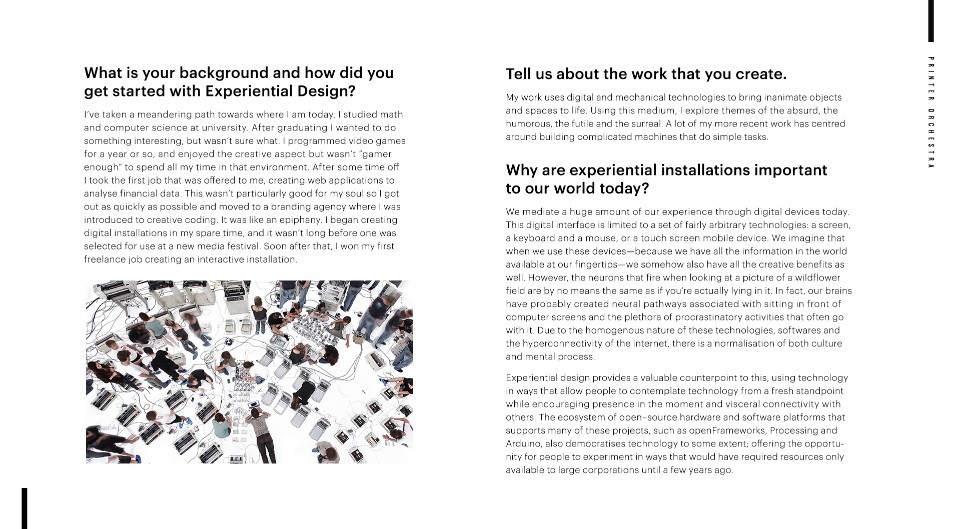 What is your background and how did you
get started with Experiential Design?
I've taken a meandering path towards where I am today. I studied math
and computer science at university. After graduating I wanted to do
something interesting, but wasn't sure what. I programmed video games
for a year or so, and enjoyed the creative aspect but wasn't "gamer
enough" to spend all my time in that environment. After some time off
I took the first job that was offered to me, creating web applications to
analyse financial data. This wasn't particularly good for my soul so I got
out as quickly as possible and moved to a branding agency where I was
introduced to creative coding. It was like an epiphany. I began creating
digital installations in my spare time, and it wasn't long before one was
selected for use at a new media festival. Soon after that, I won my first
freelance job creating an interactive installation.
Tell us about the work that you create.
My work uses digital and mechanical technologies to bring inanimate objects
and spaces to life. Using this medium, I explore themes of the absurd, the
humorous, the futile and the surreal. A lot of my more recent work has centred
around building complicated machines that do simple tasks.
Why are experiential installations important
to our world today?
We mediate a huge amount of our experience through digital devices today.
This digital interface is limited to a set of fairly arbitrary technologies: a screen,
a keyboard and a mouse, or a touch screen mobile device. We imagine that
when we use these devices—because we have all the information in the world
available at our fingertips—we somehow also have all the creative benefits as
well. However, the neurons that fire when looking at a picture of a wildflower
field are by no means the same as if you're actually lying in it. In fact, our brains
have probably created neural pathways associated with sitting in front of
computer screens and the plethora of procrastinatory activities that often go
with it. Due to the homogenous nature of these technologies, softwares and
the hyperconnectivity of the internet, there is a normalisation of both culture
and mental process.
Experiential design provides a valuable counterpoint to this, using technology
in ways that allow people to contemplate technology from a fresh standpoint
while encouraging presence in the moment and visceral connectivity with
others. The ecosystem of open-source hardware and software platforms that
supports many of these projects, such as openFrameworks, Processing and
Arduino, also democratises technology to some extent; offering the opportu-
nity for people to experiment in ways that would have required resources only
available to large corporations until a few years ago.
PRINTER ORCHESTRA